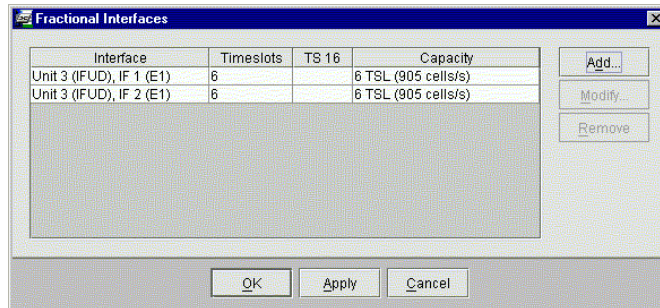 Fractional Interfaces
Interface Timeslots TS 16 Capacity
Unit 3 (IFUD), IF 1 (E1) 6 6 TSL (905 cells/s)
Unit 3 (IFUD), IF 2 (E1) 6 6 TSL (905 cells/s)
Add...
Modify...
Remove
OK Apply Cancel